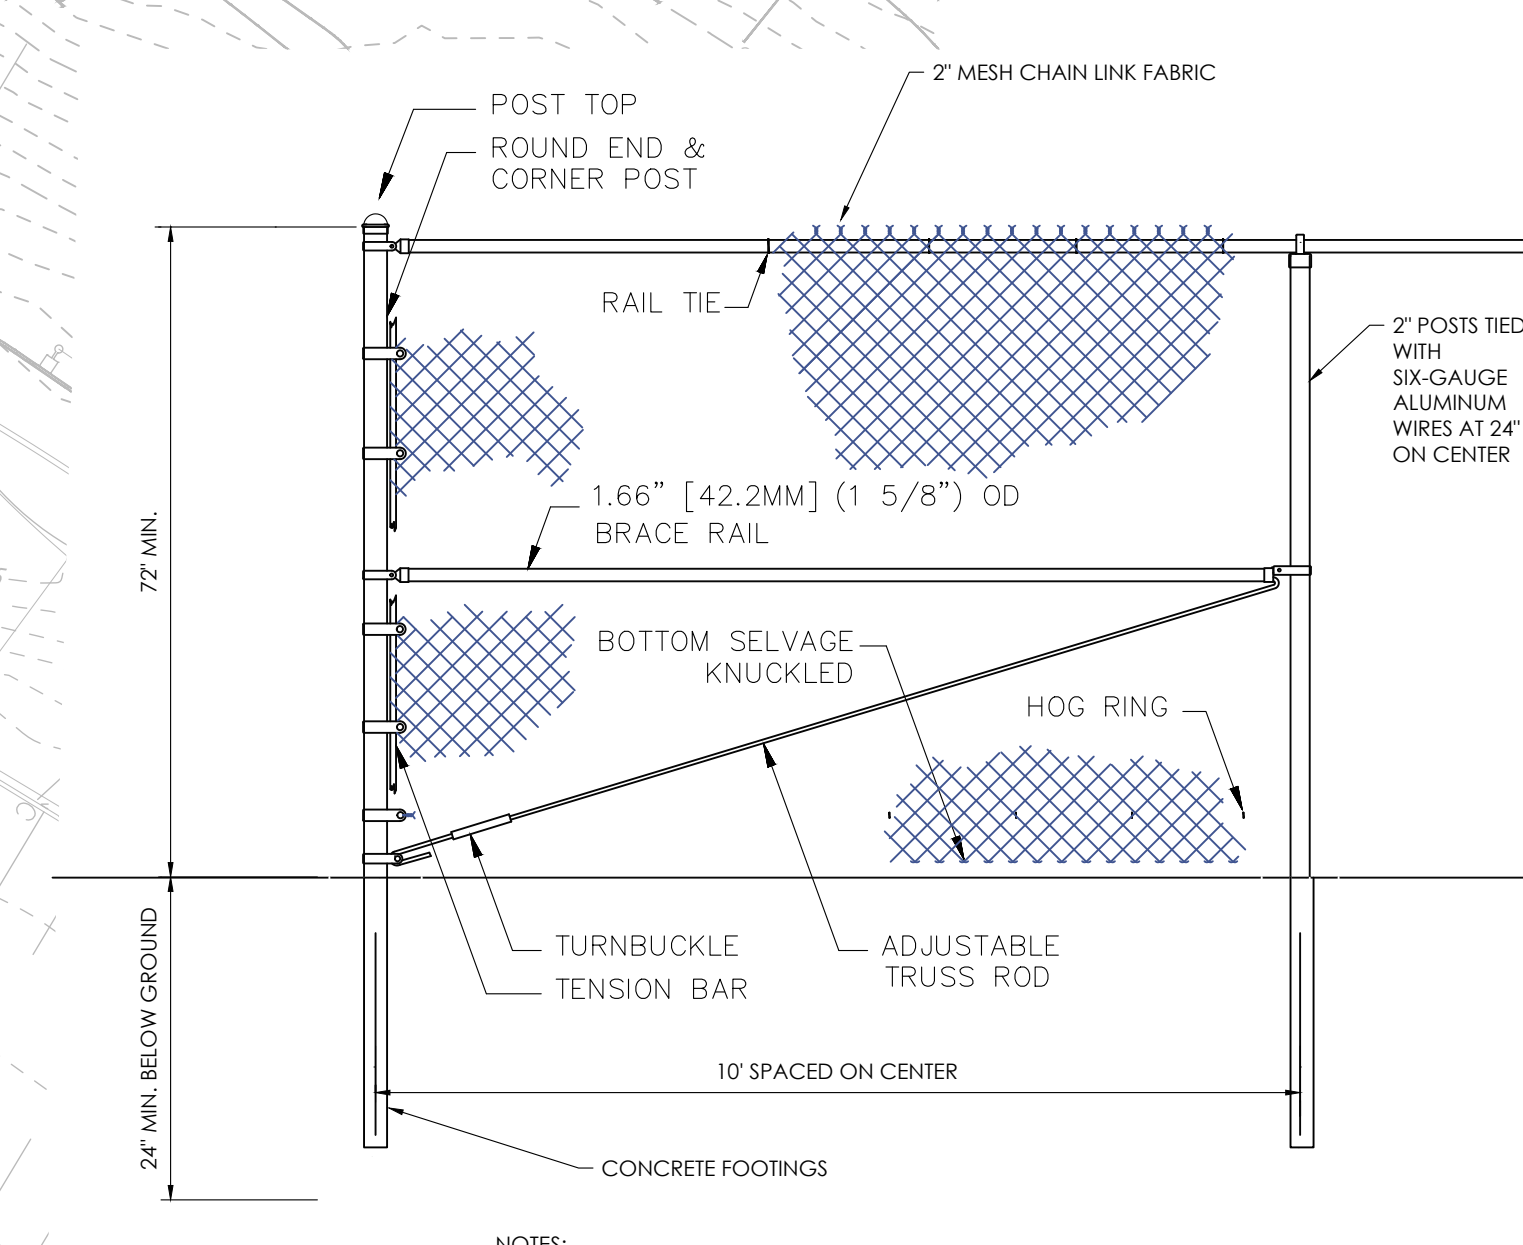 2" MESH CHAIN LINK FABRIC
POST TOP
ROUND END &
CORNER POST
RAIL TIE
2" POSTS TIED
WITH
SIX-GAUGE
ALUMINUM
WIRES AT 24"
ON CENTER
1.66” [42.2MM] (1 5/8”) OD
BRACE RAIL
72" MIN.
BOTTOM SELVAGE
KNUCKLED
HOG RING
TURNBUCKLE
TENSION BAR
ADJUSTABLE
TRUSS ROD
24" MIN. BELOW GROUND
10' SPACED ON CENTER
CONCRETE FOOTINGS
NOTES: